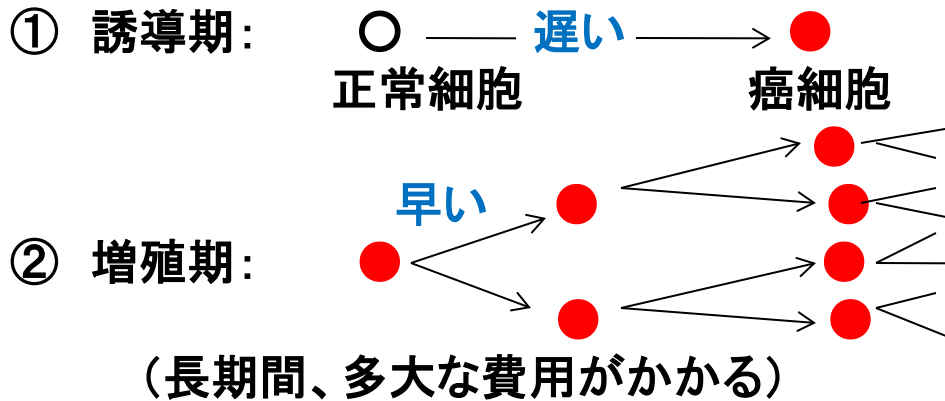 ① 誘導期： 遅い
正常細胞 癌細胞
早い
② 増殖期：
（長期間、多大な費用がかかる）